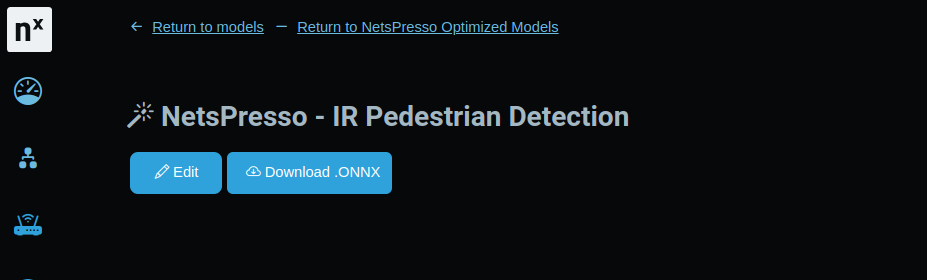 nx
Return to models — Return to NetsPresso Optimized Models
NetsPresso - IR Pedestrian Detection
Edit Download .ONNX